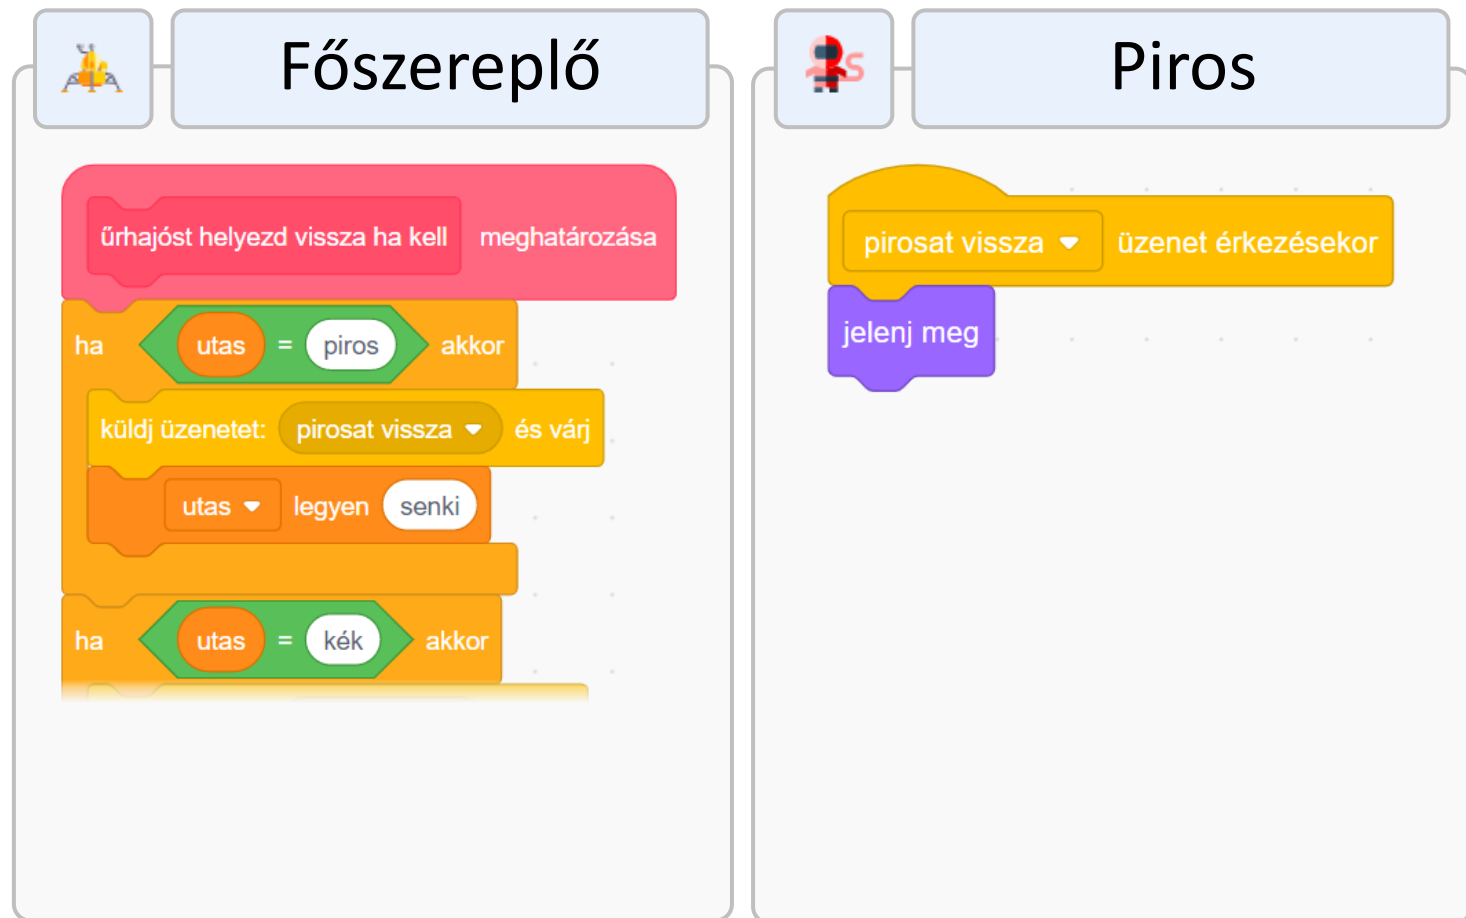 Főszereplő
űrhajóst helyezd vissza ha kell meghatározása
ha utas = piros akkor
küldj üzenetet: pirosat vissza és várj
utas legyen senki
ha utas = kék akkor
Piros
pirosat vissza üzenet érkezésekor
jelenj meg